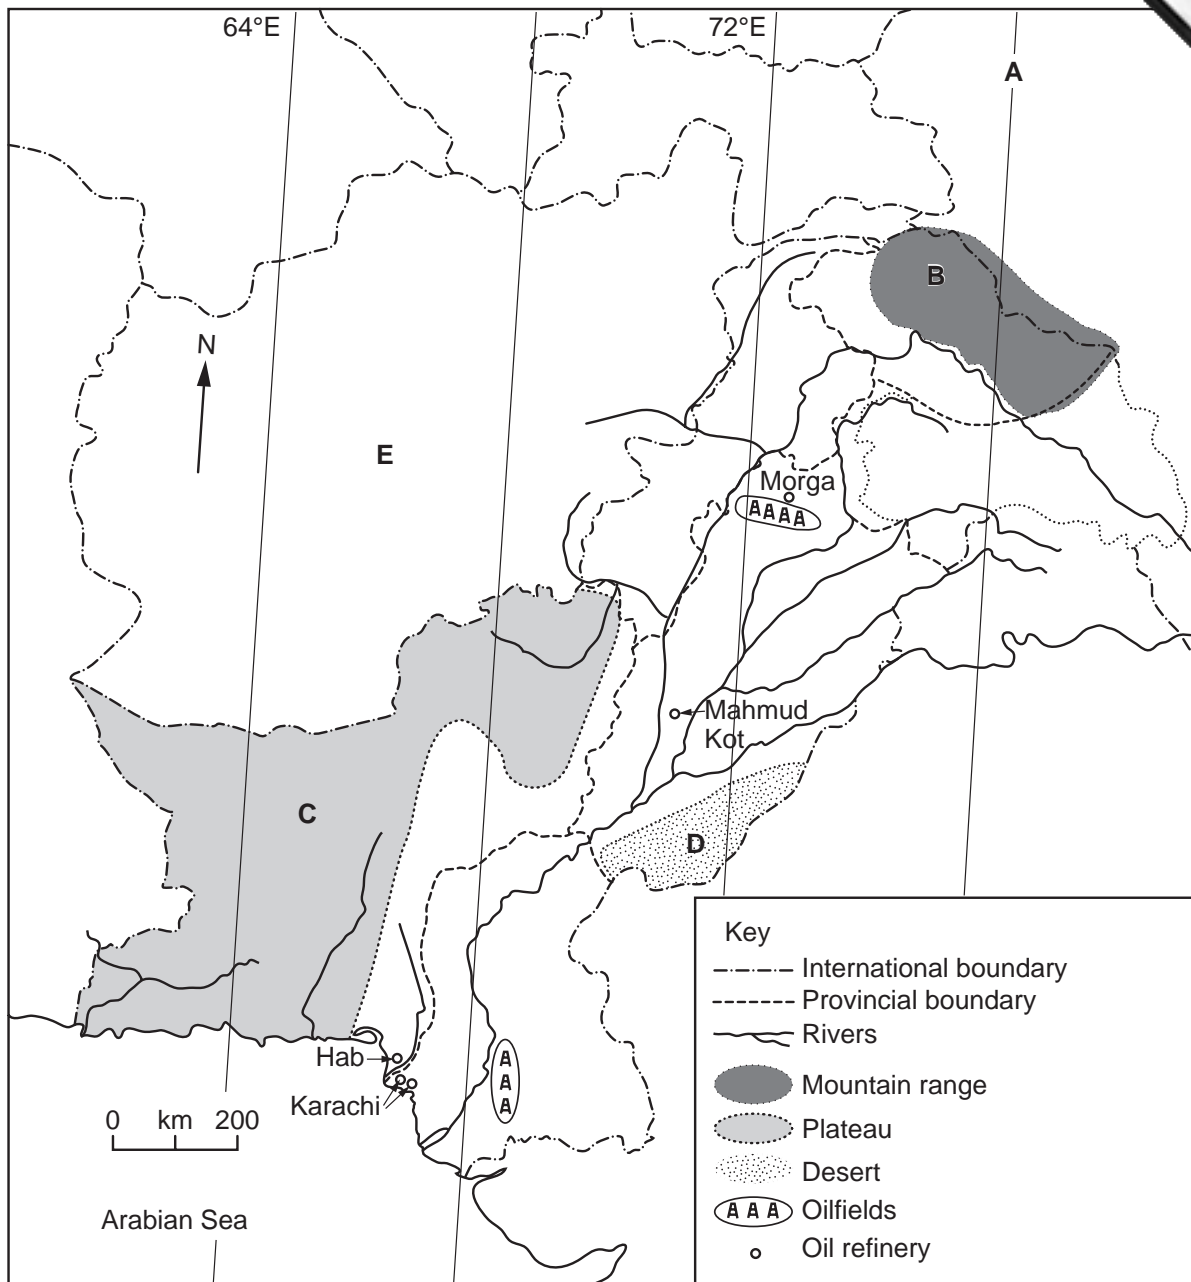 64°E
72°E
A
B
N
E
Morga
Mahmud
Kot
C
D
Hab
Karachi
0 km 200
Arabian Sea
Key
International boundary
Provincial boundary
Rivers
Mountain range
Plateau
Desert
Oilfields
Oil refinery